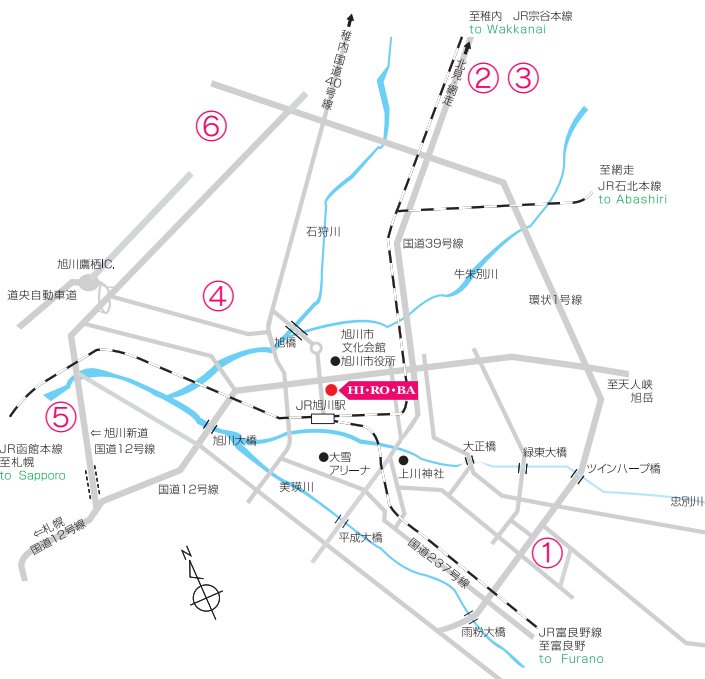 至稚内 JR宗谷本線
to Wakkanai
稚内国道40号線
北見・網走
②
③
⑥
至網走
JR石北本線
to Abashiri
石狩川
国道39号線
旭川鷹栖IC.
牛朱別川
道央自動車道
④
環状1号線
旭橋
旭川市
文化会館
旭川市役所
至天人峡
旭岳
HI・RO・BA
JR旭川駅
⑤
⇐旭川新道
国道12号線
旭川大橋
大正橋
緑東大橋
JR函館本線
至札幌
to Sapporo
大雪
アリーナ
上川神社
ツインハープ橋
国道12号線
美瑛川
忠別川
⇐札幌
国道12号線
平成大橋
国道237号線
①
N
雨粉大橋
JR富良野線
至富良野
to Furano